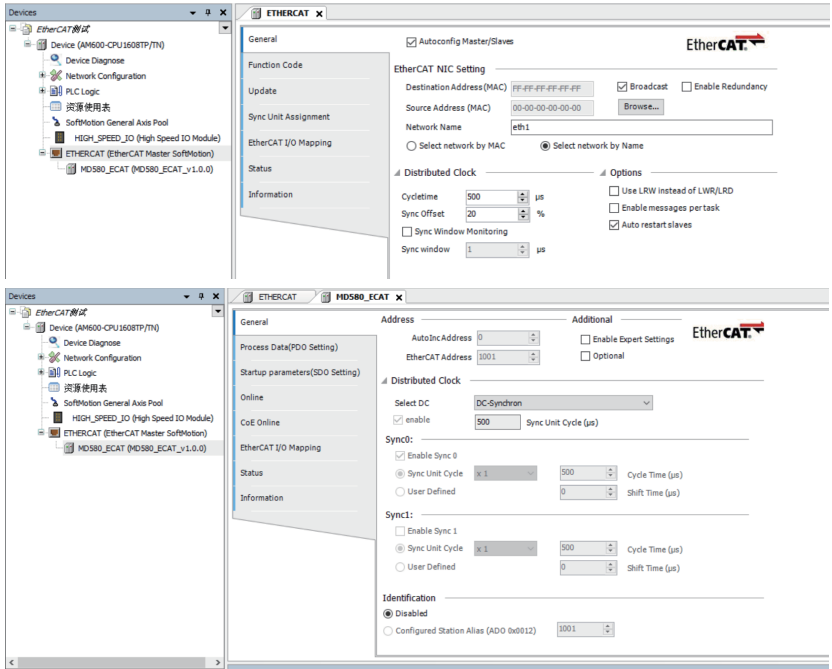 Devices
ETHERCAT
EtherCAT测试
Device (AM600-CPU1608TP/TN)
Device Diagnose
Network Configuration
PLC Logic
资源使用表
SoftMotion General Axis Pool
HIGH_SPEED_IO (High Speed IO Module)
ETHERCAT (EtherCAT Master SoftMotion)
MD580_ECAT (MD580_ECAT_v1.0.0)
General
Function Code
Update
Sync Unit Assignment
EtherCAT I/O Mapping
Status
Information
Autoconfig Master/Slaves
EtherCAT
EtherCAT NIC Setting
Destination Address (MAC) FF-FF-FF-FF-FF-FF Broadcast Enable Redundancy
Source Address (MAC) 00-00-00-00-00-00 Browse...
Network Name eth1
Select network by MAC Select network by Name
Distributed Clock Options
Cycletime 500 µs Use LRW instead of LWR/LRD
Sync Offset 20 % Enable messages per task
Sync Window Monitoring Auto restart slaves
Sync window 1 µs
Devices
ETHERCAT MD580_ECAT
EtherCAT测试
Device (AM600-CPU1608TP/TN)
Device Diagnose
Network Configuration
PLC Logic
资源使用表
SoftMotion General Axis Pool
HIGH_SPEED_IO (High Speed IO Module)
ETHERCAT (EtherCAT Master SoftMotion)
MD580_ECAT (MD580_ECAT_v1.0.0)
General
Process Data(PDO Setting)
Startup parameters(SDO Setting)
Online
CoE Online
EtherCAT I/O Mapping
Status
Information
Address Additional
AutoInc Address 0 Enable Expert Settings
EtherCAT Address 1001 Optional
EtherCAT
Distributed Clock
Select DC DC-Synchron
enable 500 Sync Unit Cycle (µs)
Sync0:
Enable Sync 0
Sync Unit Cycle x 1 500 Cycle Time (µs)
User Defined 0 Shift Time (µs)
Sync1:
Enable Sync 1
Sync Unit Cycle x 1 500 Cycle Time (µs)
User Defined 0 Shift Time (µs)
Identification
Disabled
Configured Station Alias (ADO 0x0012) 1001